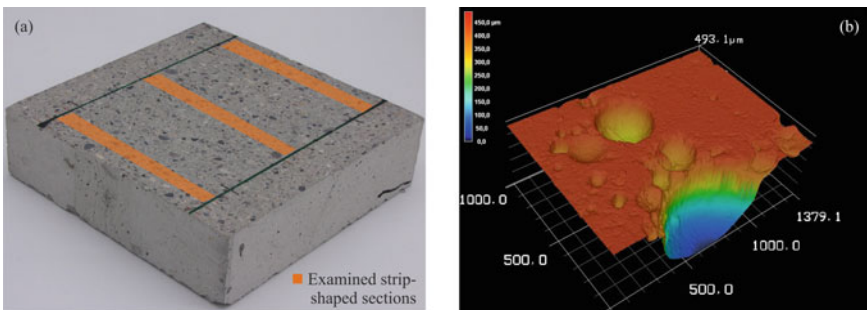 (a)
Examined strip-
shaped sections
(b)
450,0 µm
400,0
350,0
300,0
250,0
200,0
150,0
100,0
50,0
0,0
493.1µm
1000.0
500.0
1379.1
1000.0
500.0